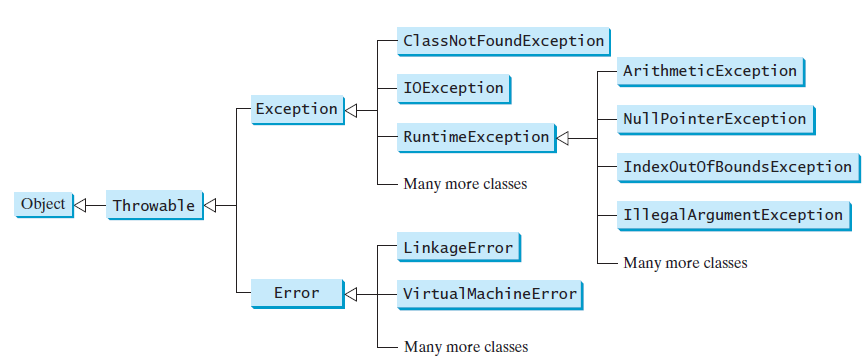 ClassNotFoundException
ArithmeticException
IOException
Exception
NullPointerException
RuntimeException
IndexOutOfBoundsException
Many more classes
Object
Throwable
IllegalArgumentException
LinkageError
Many more classes
Error
VirtualMachineError
Many more classes